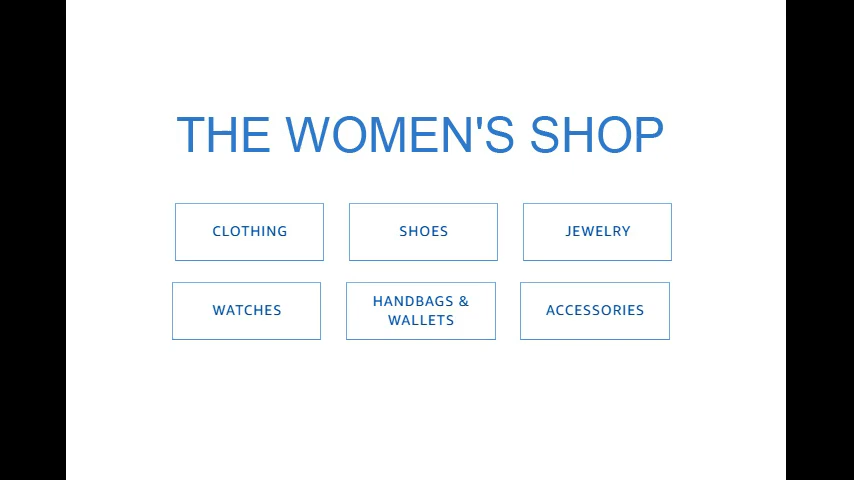 THE WOMEN'S SHOP
CLOTHING
SHOES
JEWELRY
WATCHES
HANDBAGS &
WALLETS
ACCESSORIES